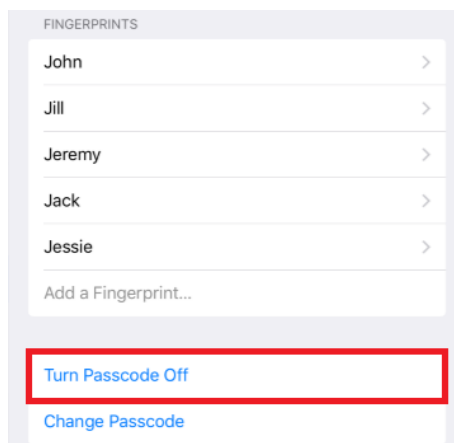 FINGERPRINTS
John
Jill
Jeremy
Jack
Jessie
Add a Fingerprint...
Turn Passcode Off
Change Passcode